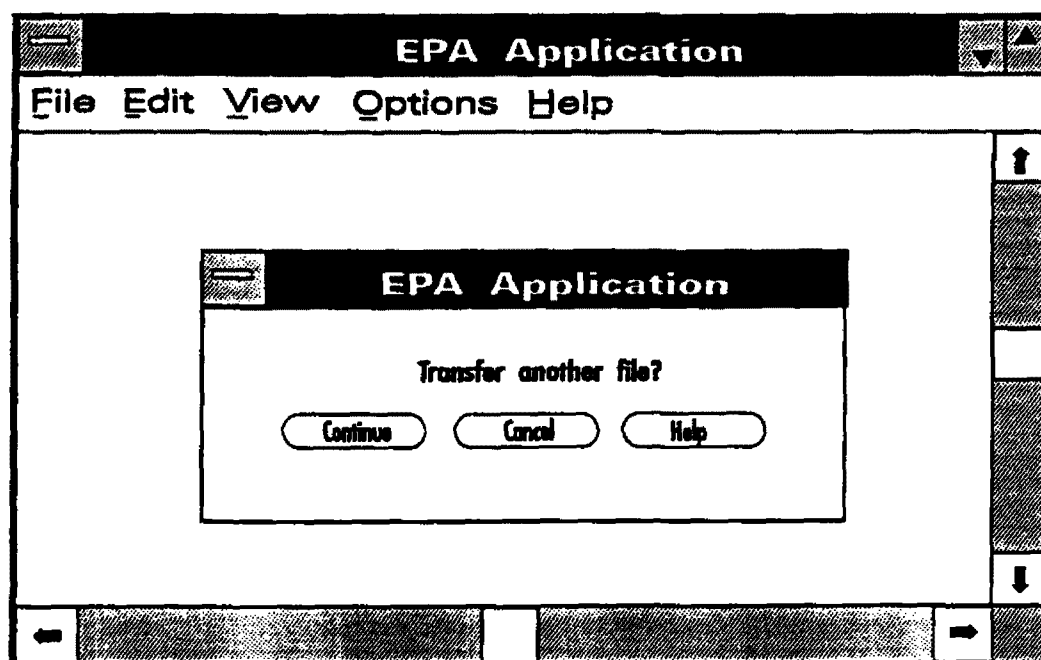 EPA Application
File Edit View Options Help
EPA Application
Transfer another file?
Continue Cancel Help